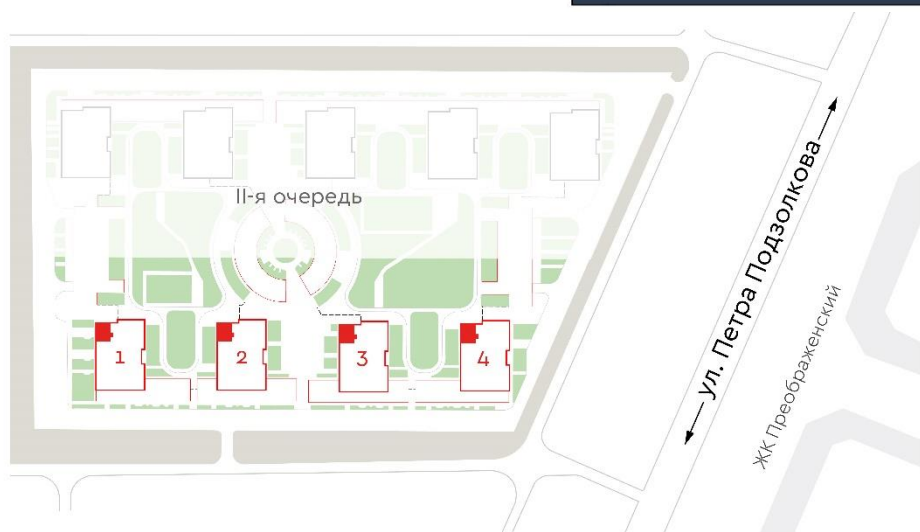 II-я очередь
ул. Петра Подзолкова
ЖК Преображенский
1
2
3
4